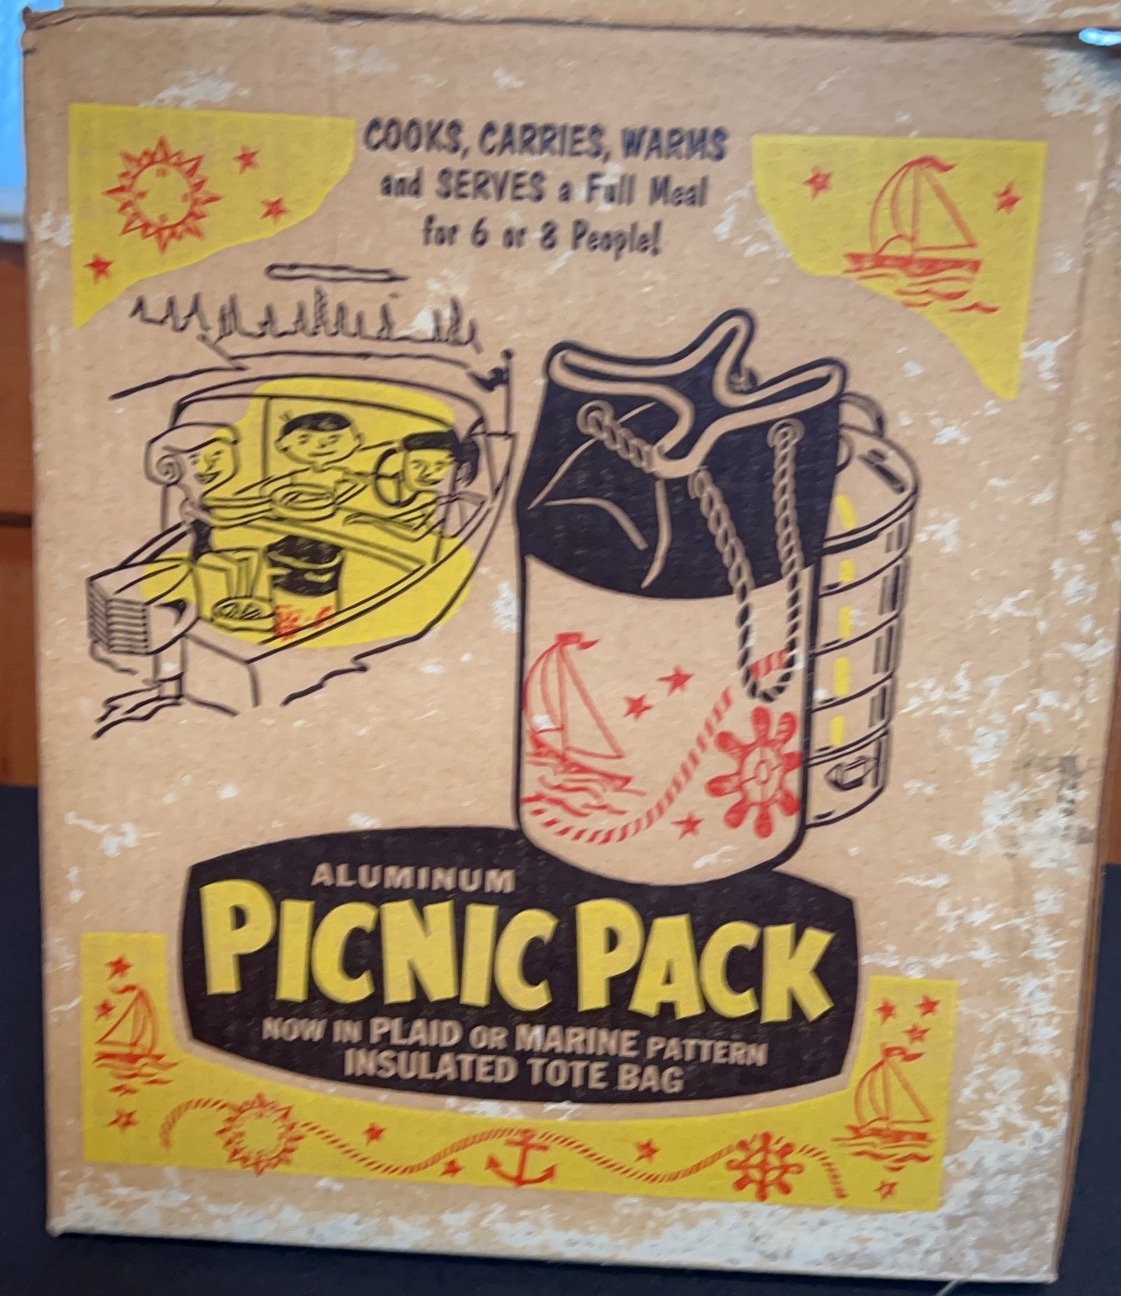 COOKS, CARRIES, WARMS
and SERVES a Full Meal
for 6 or 8 People!
ALUMINUM
PICNIC PACK
NOW IN PLAID OR MARINE PATTERN
INSULATED TOTE BAG